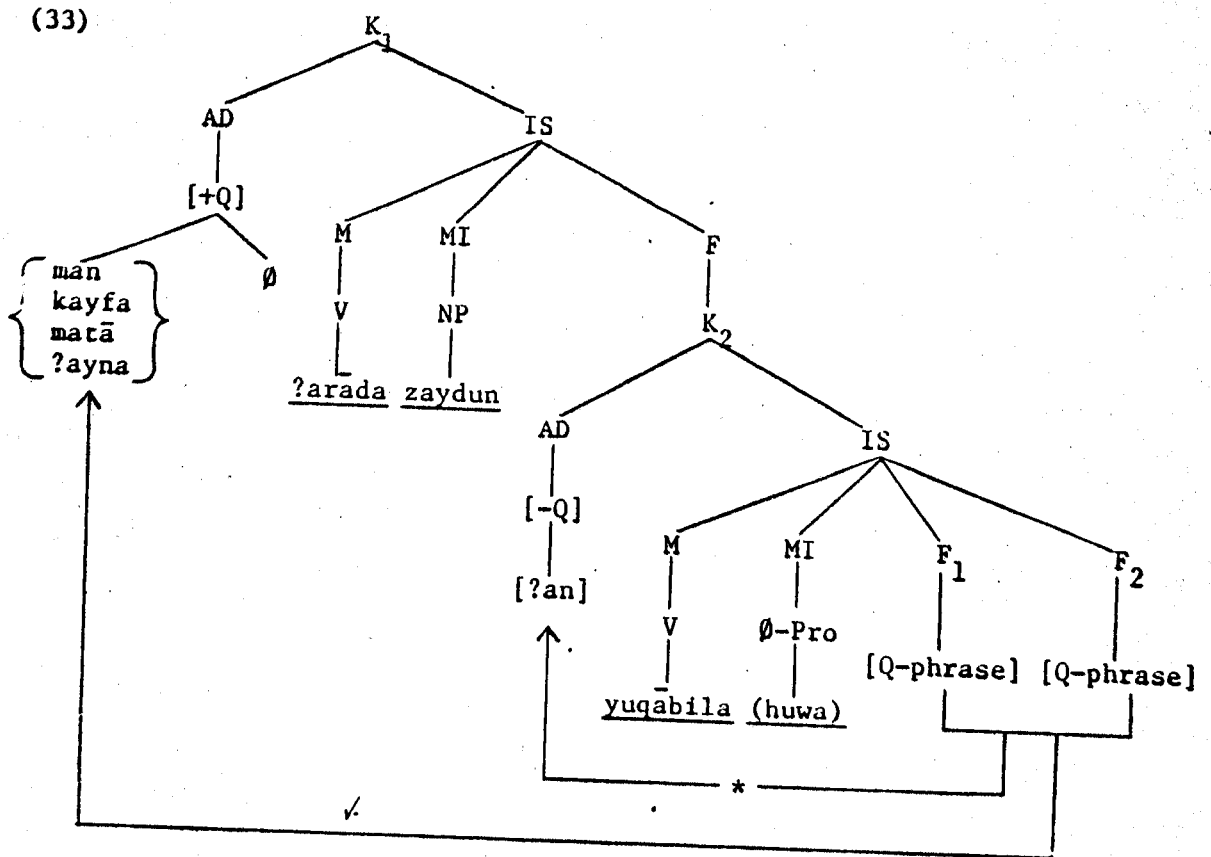 (33)
K1
AD IS
[+Q]
M MI F
man Ø
kayfa
matā
?ayna
V NP K2
?arada zaydun
AD IS
[-Q]
M MI F1 F2
[?an]
V Ø-Pro
[Q-phrase] [Q-phrase]
yuqābila (huwa)
*
✓.